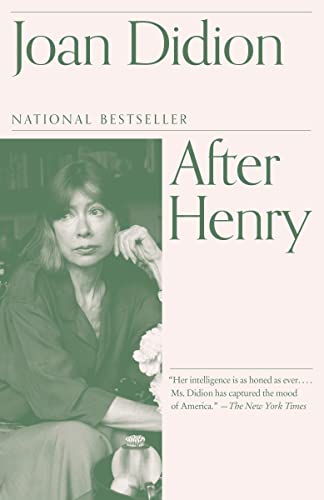 Joan Didion
NATIONAL BESTSELLER
After
Henry
“Her intelligence is as honed as ever. . . .
Ms. Didion has captured the mood
of America.” —The New York Times